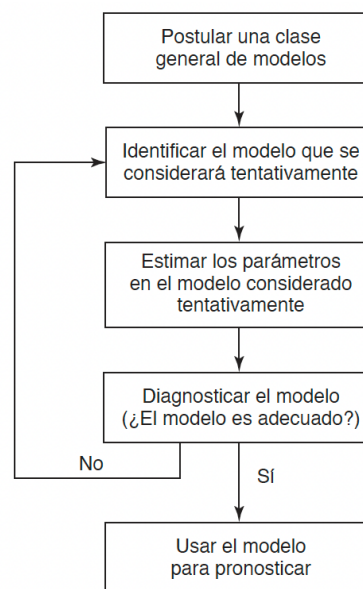 Postular una clase
general de modelos
Identificar el modelo que se
considerará tentativamente
Estimar los parámetros
en el modelo considerado
tentativamente
Diagnosticar el modelo
(¿El modelo es adecuado?)
No
Sí
Usar el modelo
para pronosticar